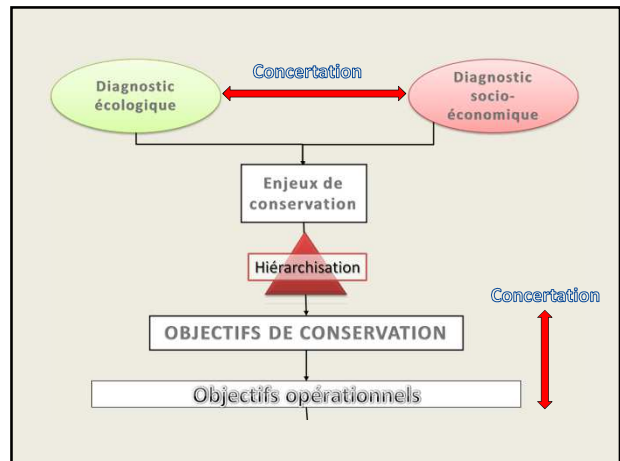 Diagnostic
écologique
Concertation
Diagnostic
socio-
économique
Enjeux de
conservation
Hiérarchisation
Concertation
OBJECTIFS DE CONSERVATION
Objectifs opérationnels